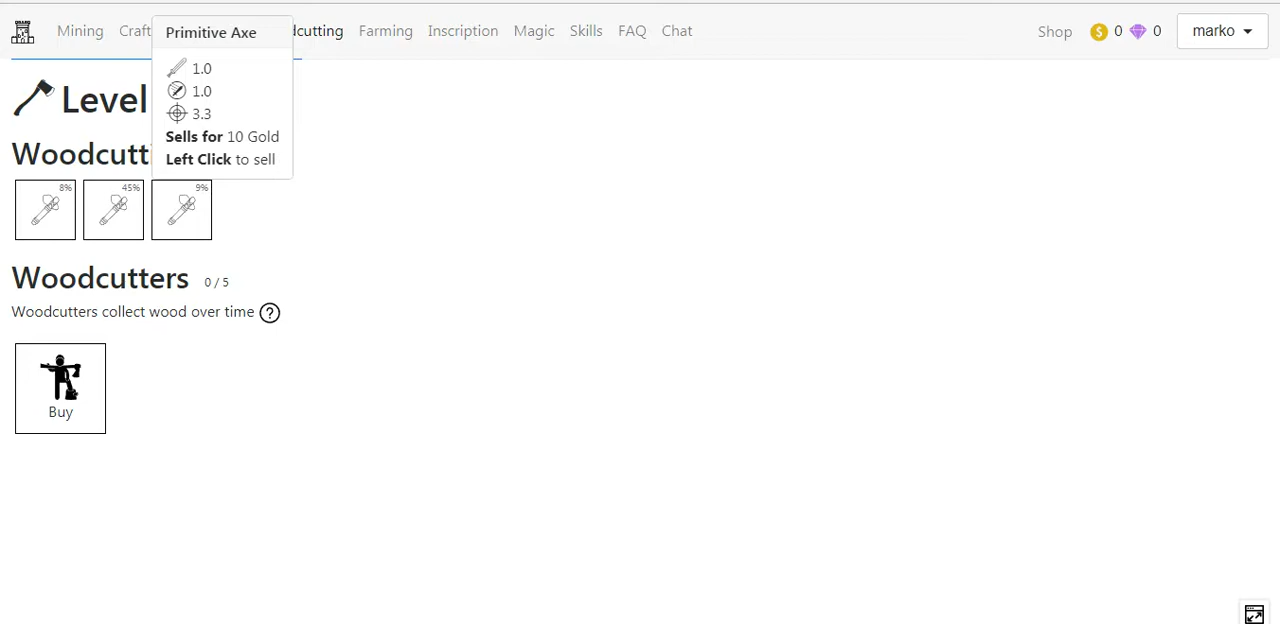 Mining Craft dcutting Farming Inscription Magic Skills FAQ Chat Shop 0 0 marko
Primitive Axe
1.0
1.0
3.3
Sells for 10 Gold
Left Click to sell
Level
Woodcutti
8% 45% 9%
Woodcutters 0 / 5
Woodcutters collect wood over time ?
Buy